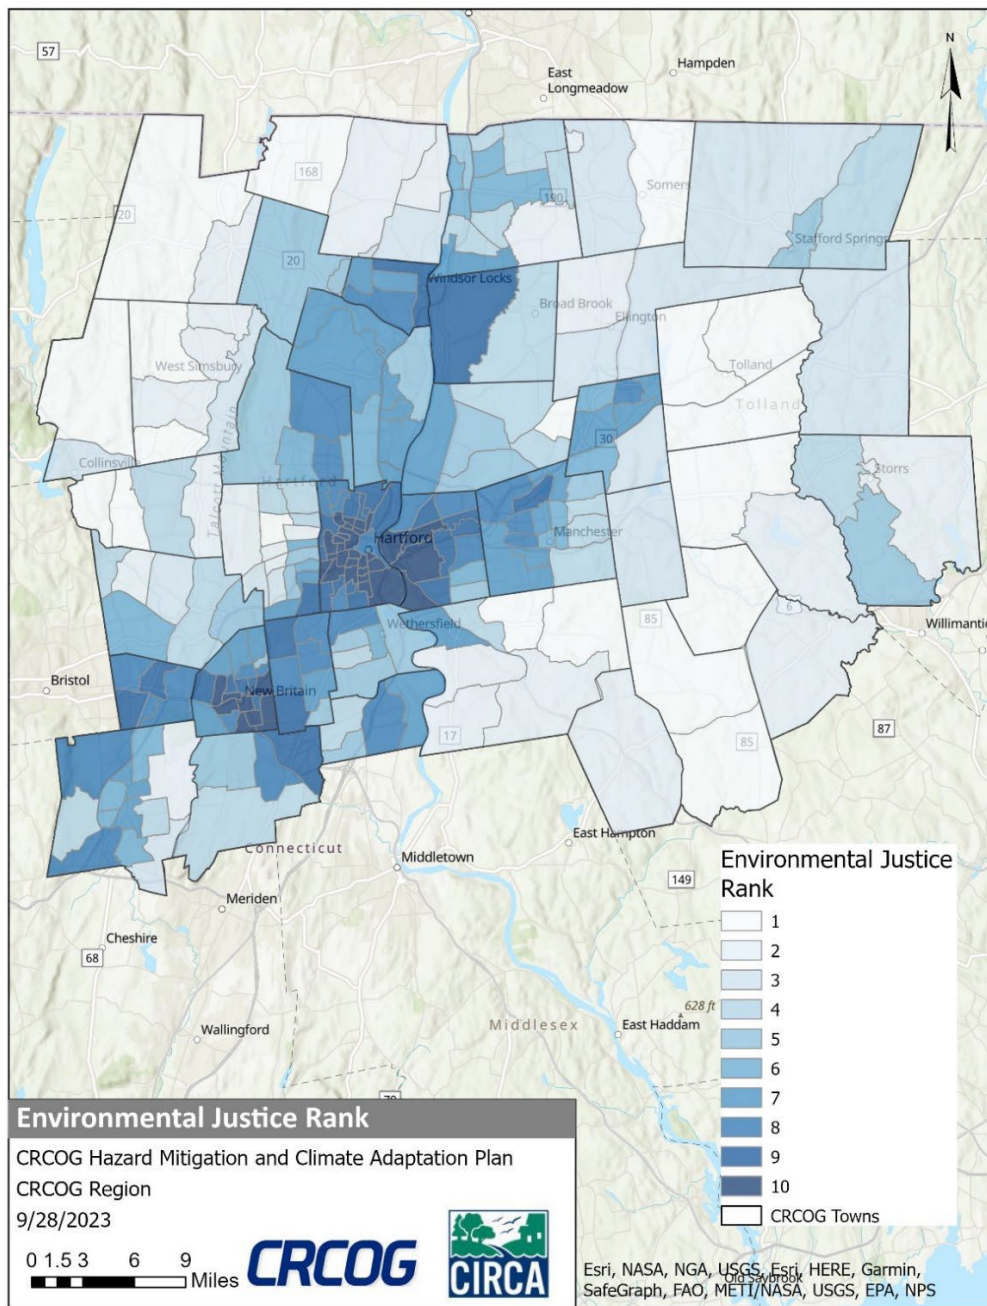 57
N
Hampden
East
Longmeadow
168
190
Somers
20
Stafford Springs
20
Windsor Locks
Broad Brook
Ellington
West Simsbury
Tolland
Tolland
30
Collinsville
Talcott Mountain
Hartford
Storrs
Hartford
Manchester
85
6
Wethersfield
Willimantic
Bristol
New Britain
17
85
87
East Hampton
Connecticut
Middletown
149
Meriden
Cheshire
68
628 ft
Middlesex
East Haddam
Wallingford
Environmental Justice
Rank
1
2
3
4
5
6
7
8
9
10
CRCOG Towns
Environmental Justice Rank
CRCOG Hazard Mitigation and Climate Adaptation Plan
CRCOG Region
9/28/2023
0 1.5 3 6 9
Miles
CRCOG
CIRCA
Old Saybrook
Esri, NASA, NGA, USGS, Esri, HERE, Garmin,
SafeGraph, FAO, METI/NASA, USGS, EPA, NPS